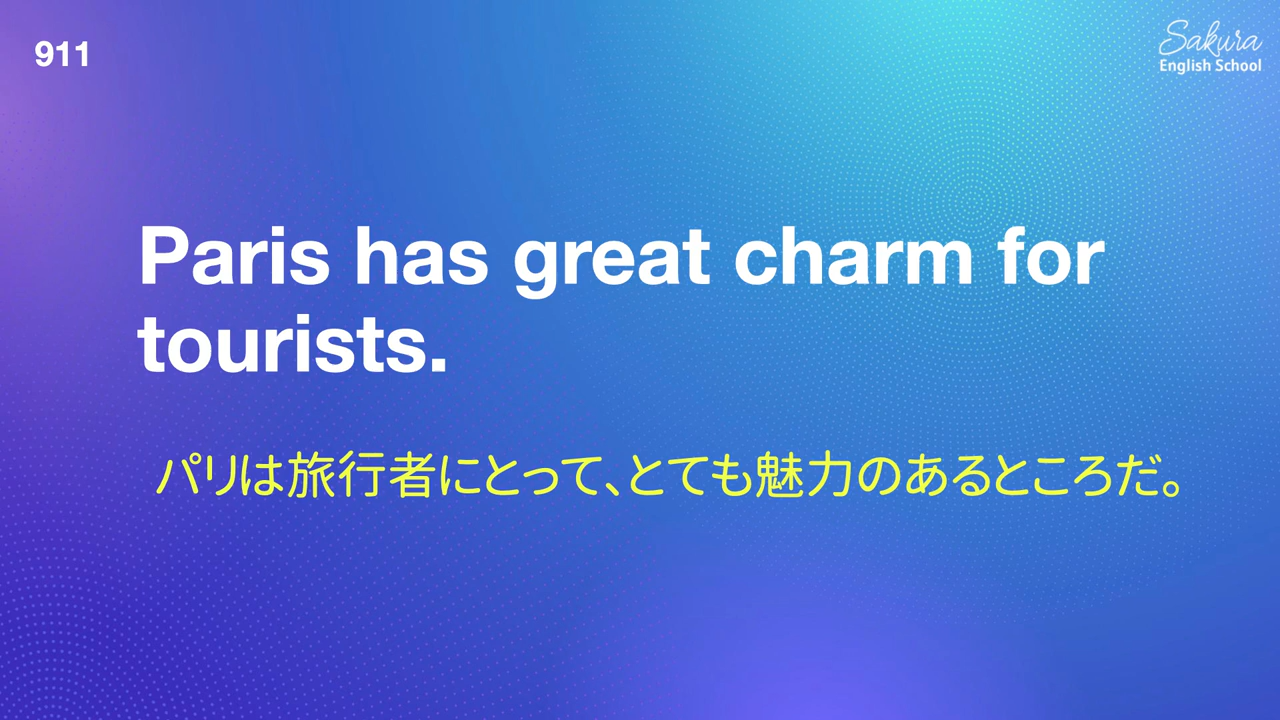 911
Sakura
English School
Paris has great charm for
tourists.
パリは旅行者にとって、とても魅力のあるところだ。